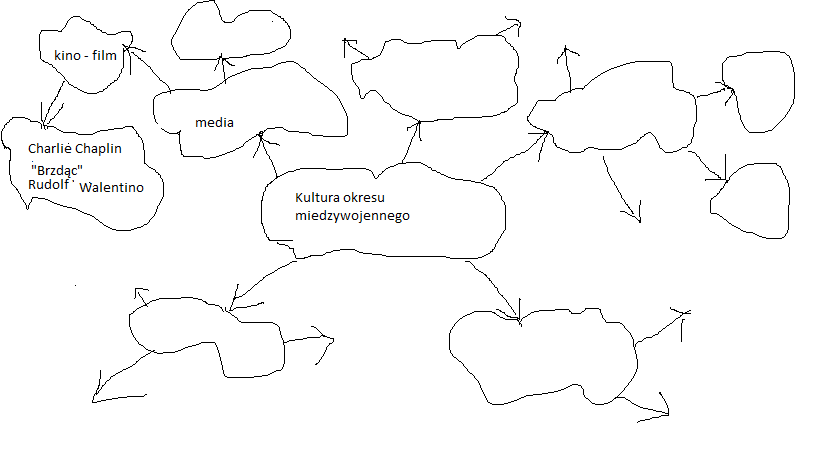 kino - film
media
Charlie Chaplin
"Brzdąc"
Rudolf Walentino
Kultura okresu
miedzywojennego